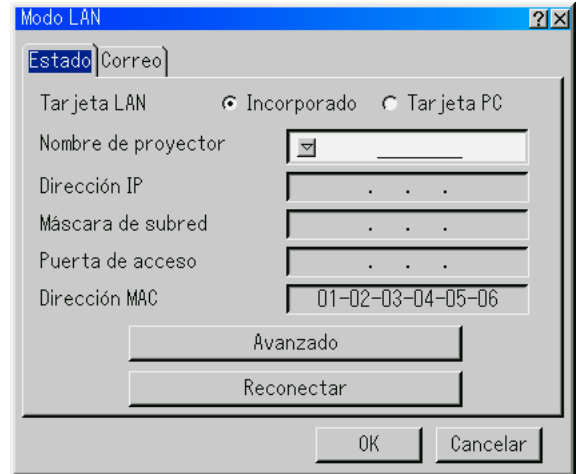 Modo LAN ? X
Estado Correo
Tarjeta LAN Incorporado Tarjeta PC
Nombre de proyector
Dirección IP . . .
Máscara de subred . . .
Puerta de acceso . . .
Dirección MAC 01-02-03-04-05-06
Avanzado
Reconectar
OK Cancelar